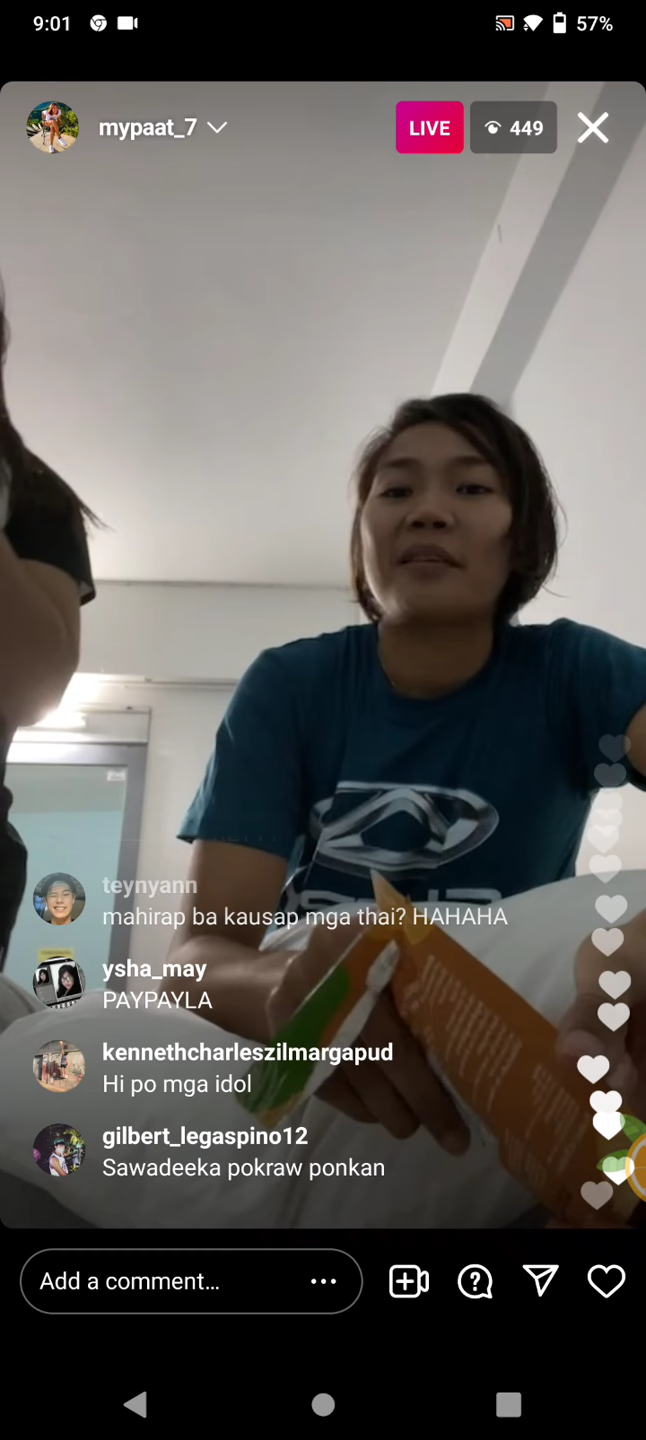 9:01
57%
mypaat_7
LIVE
449
teynyann
mahirap ba kausap mga thai? HAHAHA
ysha_may
PAYPAYLA
kennethcharleszilmargapud
Hi po mga idol
gilbert_legaspino12
Sawadeeka pokraw ponkan
Add a comment...